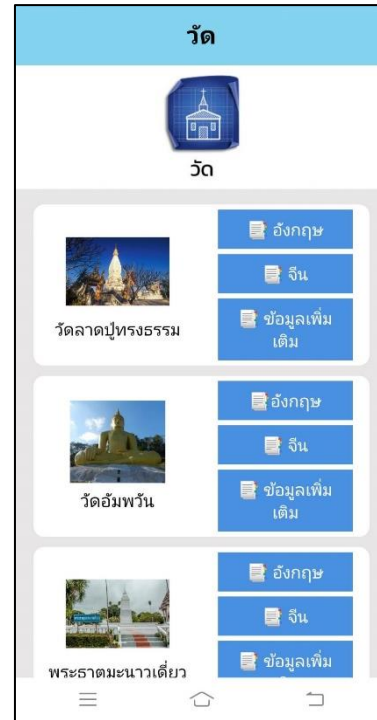 วัด
วัด
อังกฤษ
จีน
ข้อมูลเพิ่ม
เติม
วัดลาดปู่ทรงธรรม
อังกฤษ
จีน
ข้อมูลเพิ่ม
เติม
วัดอัมพวัน
อังกฤษ
จีน
ข้อมูลเพิ่ม
พระธาตุมะนาวเดี่ยว